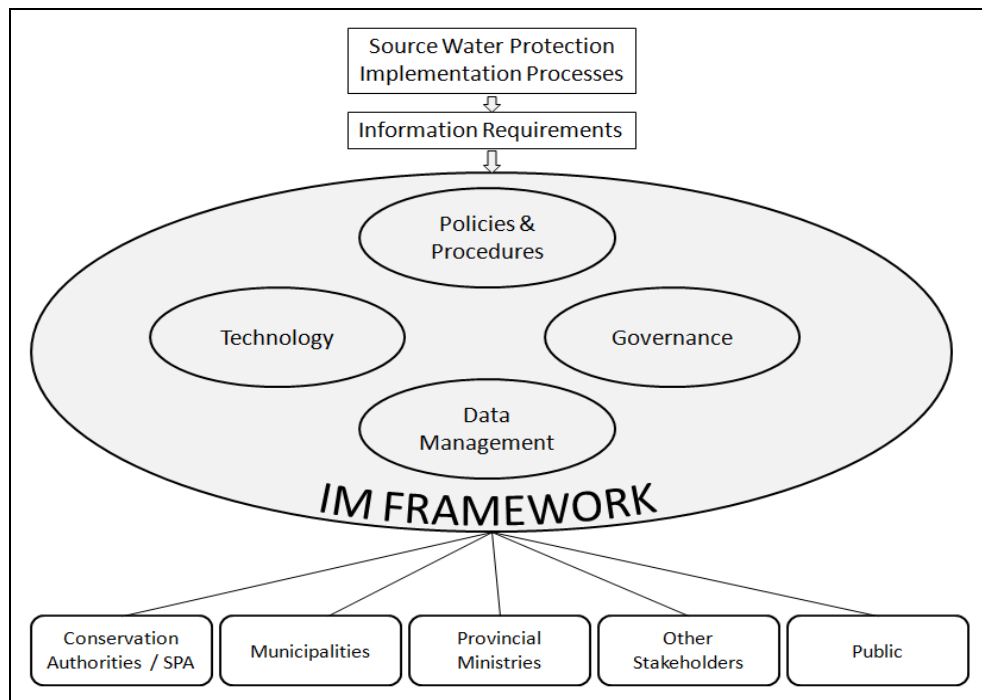 Source Water Protection
Implementation Processes
Information Requirements
Policies &
Procedures
Technology
Governance
Data
Management
IM FRAMEWORK
Conservation
Authorities / SPA
Municipalities
Provincial
Ministries
Other
Stakeholders
Public